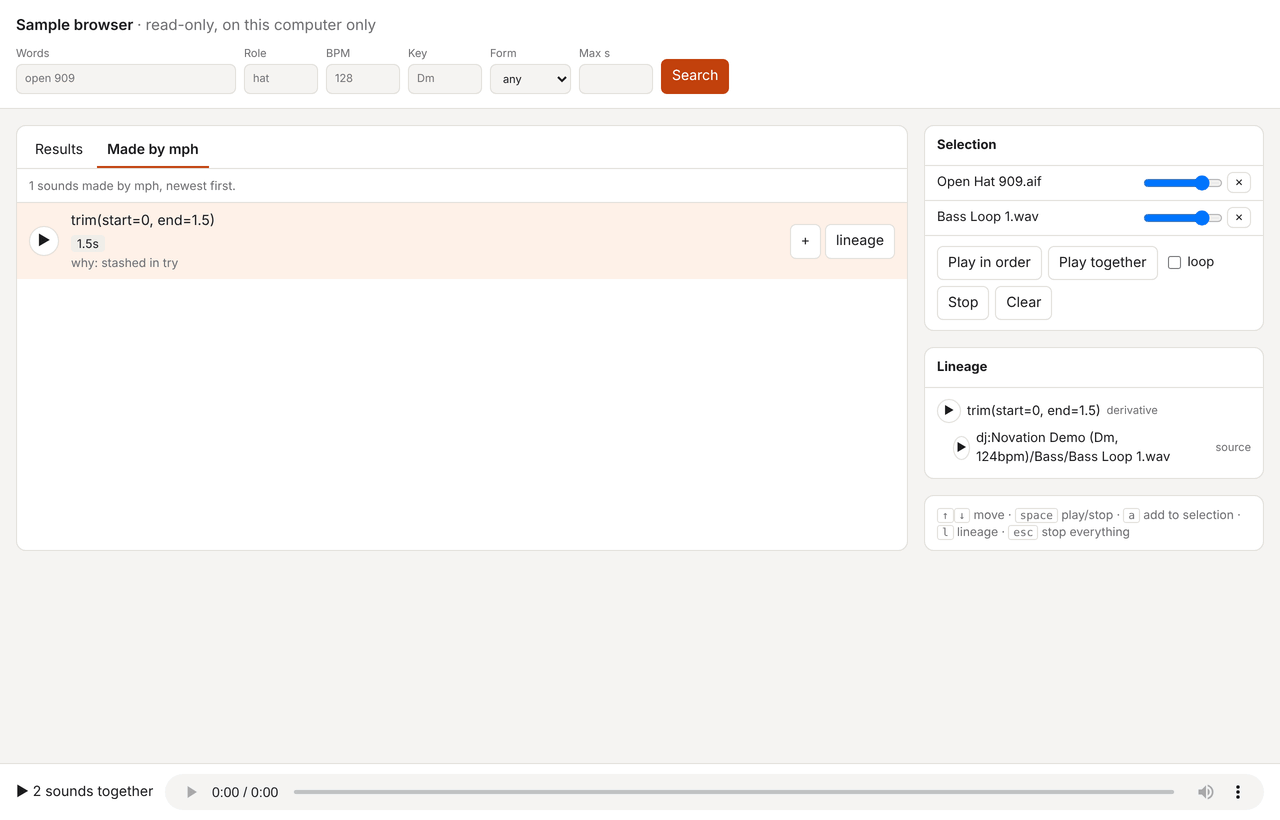 Sample browser · read-only, on this computer only
Words Role BPM Key Form Max s
open 909 hat 128 Dm any Search
Results Made by mph
1 sounds made by mph, newest first.
trim(start=0, end=1.5)
1.5s
why: stashed in try
+ lineage
Selection
Open Hat 909.aif ×
Bass Loop 1.wav ×
Play in order Play together loop
Stop Clear
Lineage
trim(start=0, end=1.5) derivative
dj:Novation Demo (Dm,
124bpm)/Bass/Bass Loop 1.wav source
↑ ↓ move · space play/stop · a add to selection ·
l lineage · esc stop everything
▶ 2 sounds together 0:00 / 0:00